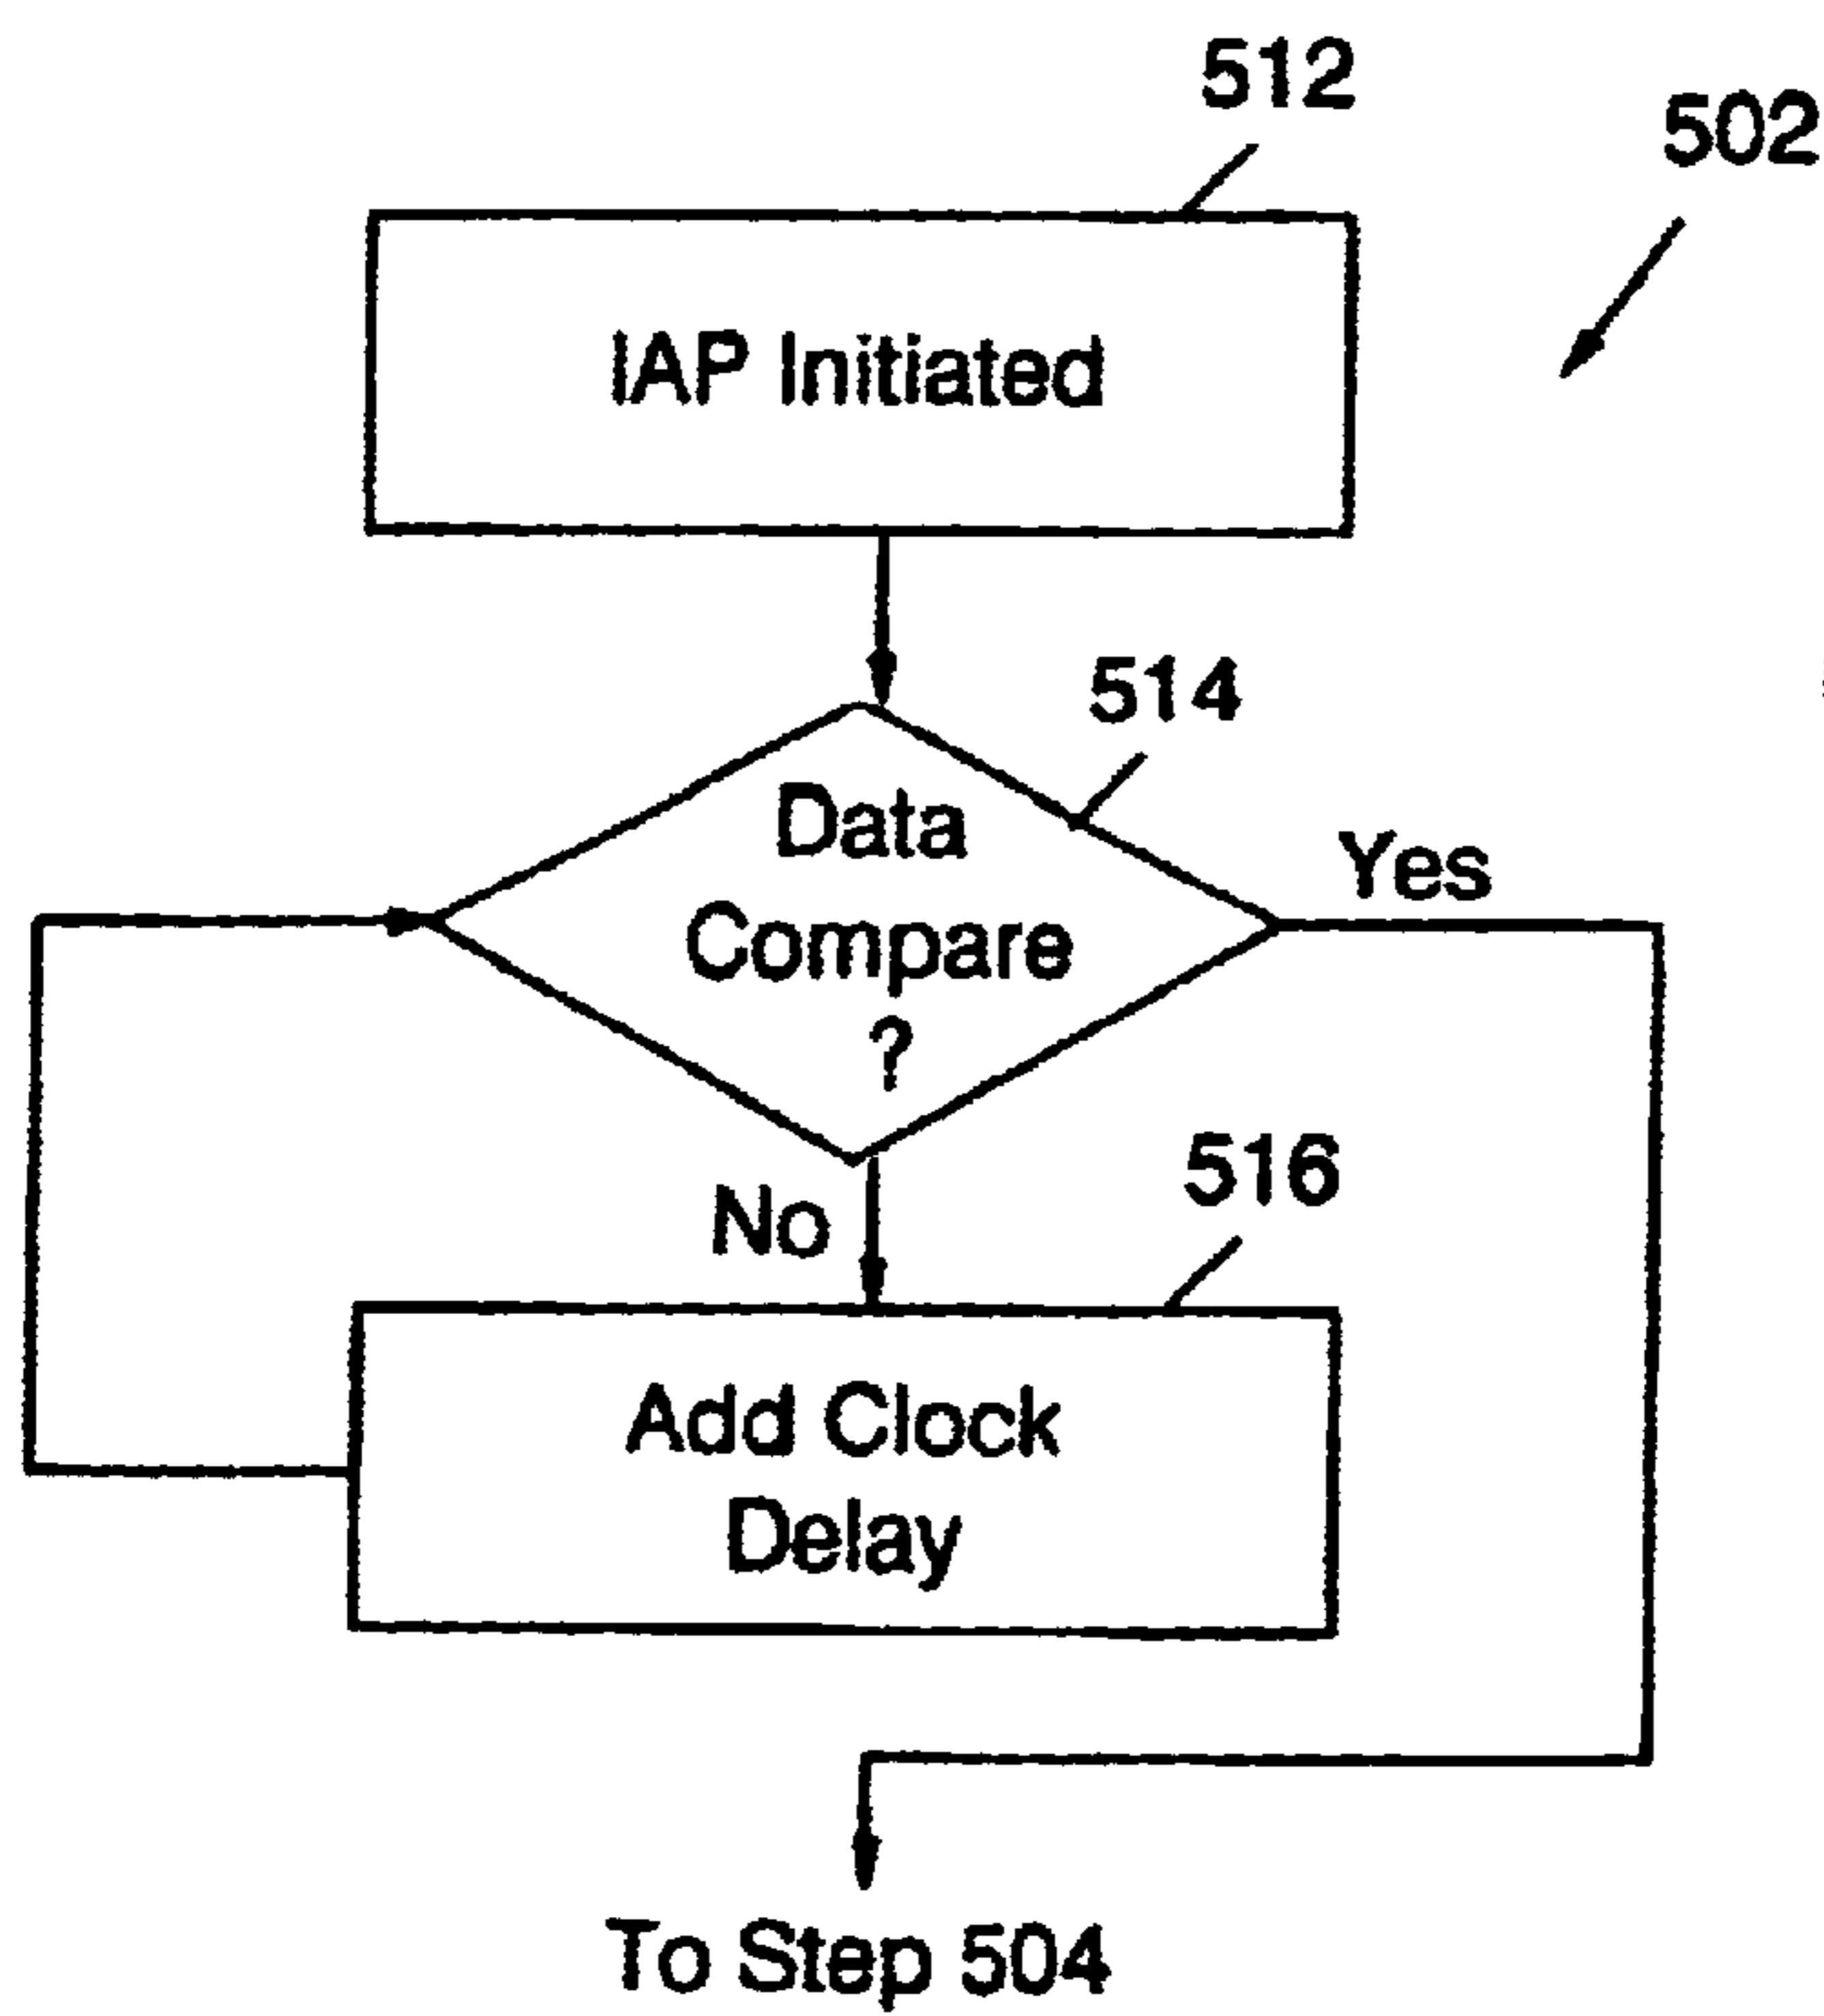 512
502
IAP Initiated
514
Data
Compare
?
Yes
No
516
Add Clock
Delay
To Step 504